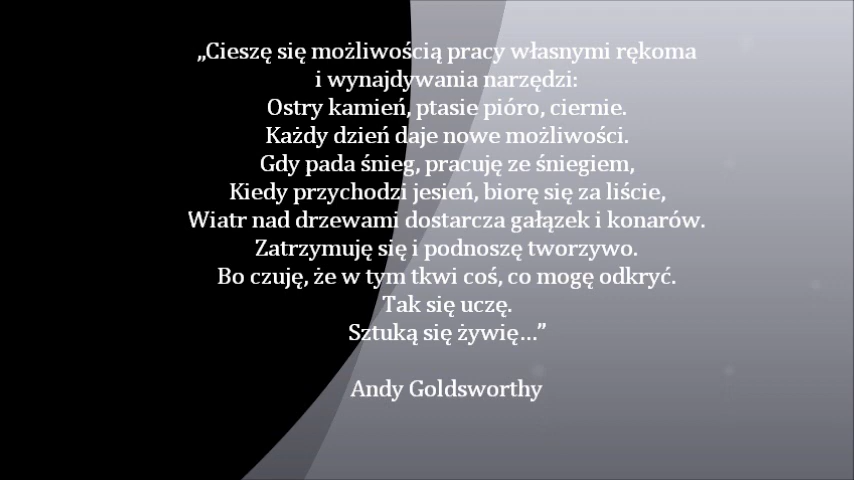 „Cieszę się możliwością pracy własnymi rękoma
i wynajdywania narzędzi:
Ostry kamień, ptasie pióro, ciernie.
Każdy dzień daje nowe możliwości.
Gdy pada śnieg, pracuję ze śniegiem,
Kiedy przychodzi jesień, biorę się za liście,
Wiatr nad drzewami dostarcza gałązek i konarów.
Zatrzymuję się i podnoszę tworzywo.
Bo czuję, że w tym tkwi coś, co mogę odkryć.
Tak się uczę.
Sztuką się żywię...”
Andy Goldsworthy